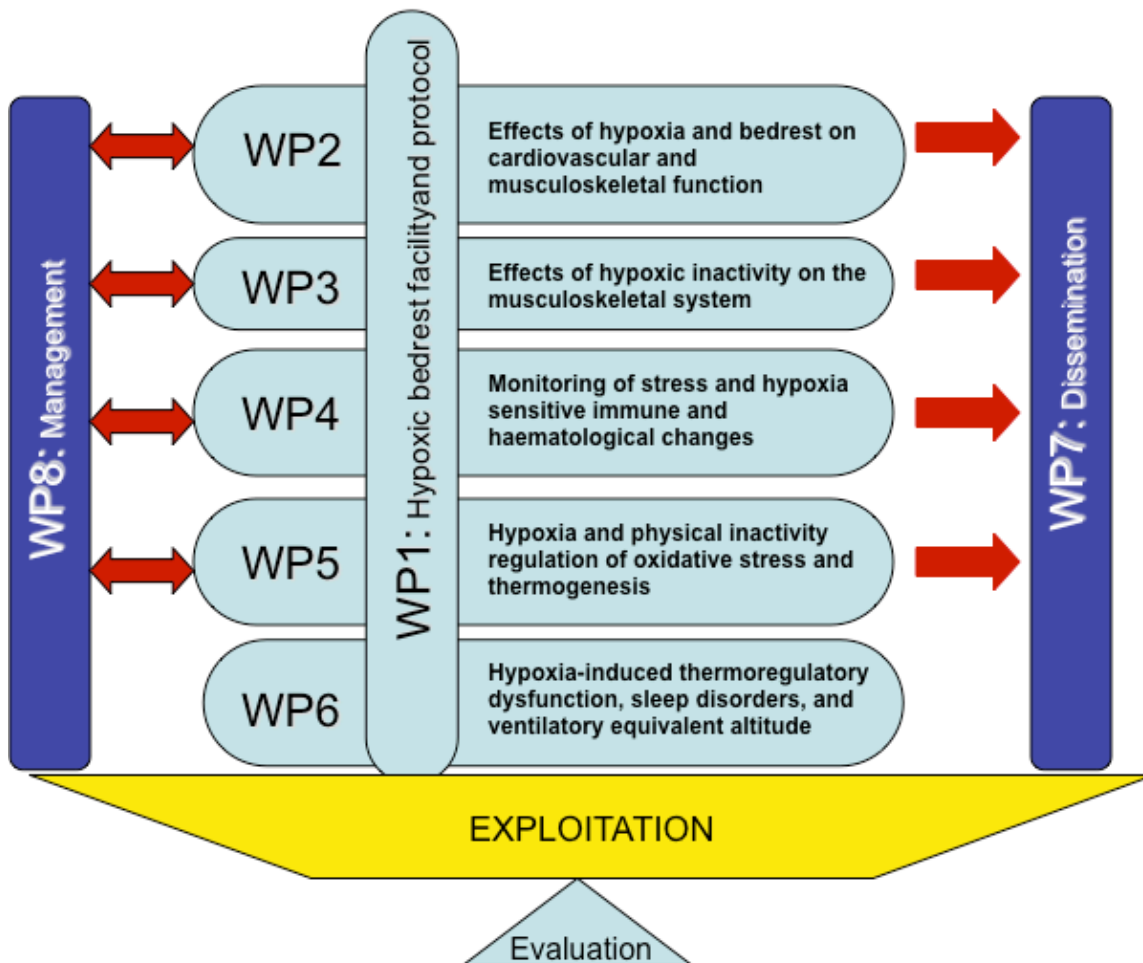 WP8: Management
WP1: Hypoxic bedrest facilityand protocol
WP2
Effects of hypoxia and bedrest on
cardiovascular and
musculoskeletal function
WP3
Effects of hypoxic inactivity on the
musculoskeletal system
WP4
Monitoring of stress and hypoxia
sensitive immune and
haematological changes
WP5
Hypoxia and physical inactivity
regulation of oxidative stress and
thermogenesis
WP6
Hypoxia-induced thermoregulatory
dysfunction, sleep disorders, and
ventilatory equivalent altitude
WP7: Dissemination
EXPLOITATION
Evaluation